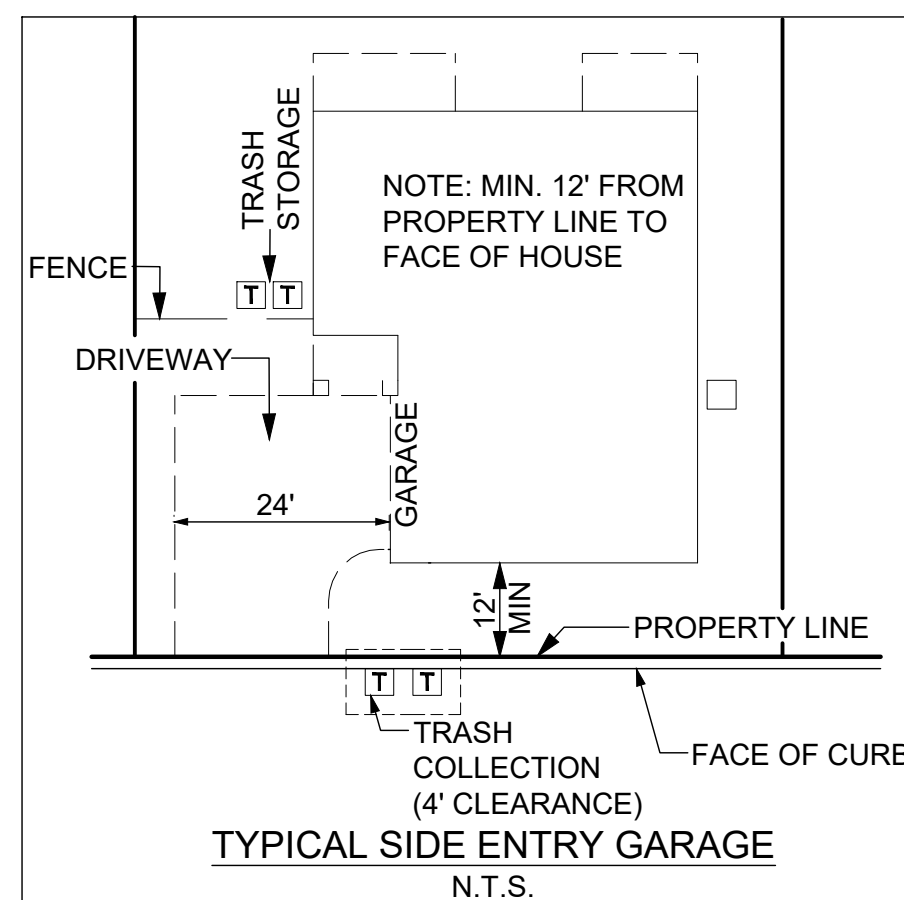 TRASH
STORAGE
NOTE: MIN. 12' FROM
PROPERTY LINE TO
FACE OF HOUSE
FENCE
T T
DRIVEWAY
GARAGE
24'
12'
MIN
PROPERTY LINE
T T
TRASH
COLLECTION
(4' CLEARANCE)
FACE OF CURB
TYPICAL SIDE ENTRY GARAGE
N.T.S.